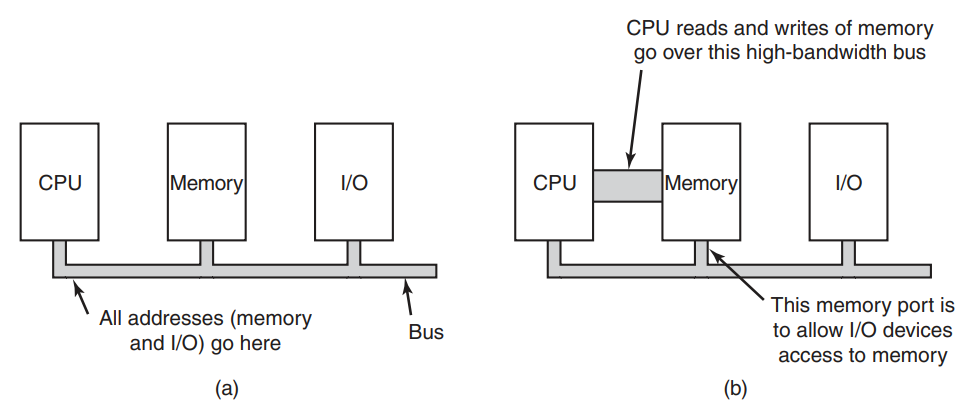 CPU reads and writes of memory
go over this high-bandwidth bus
CPU
Memory
I/O
CPU
Memory
I/O
All addresses (memory
and I/O) go here
Bus
This memory port is
to allow I/O devices
access to memory
(a)
(b)